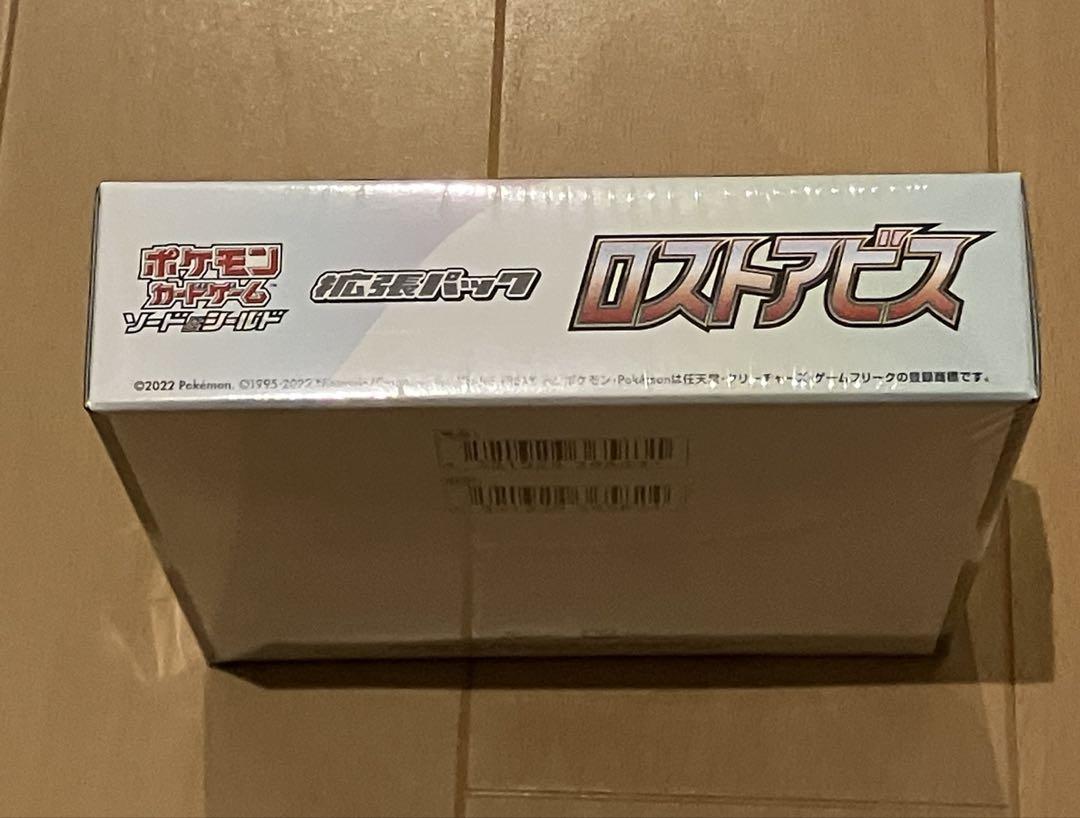 ポケモン
カードゲーム™
ソード&シールド
拡張パック
ロストアビス
©2022 Pokémon. ©1995-2022 ポケモン・Pokémonは任天堂・クリーチャーズ・ゲームフリークの登録商標です。